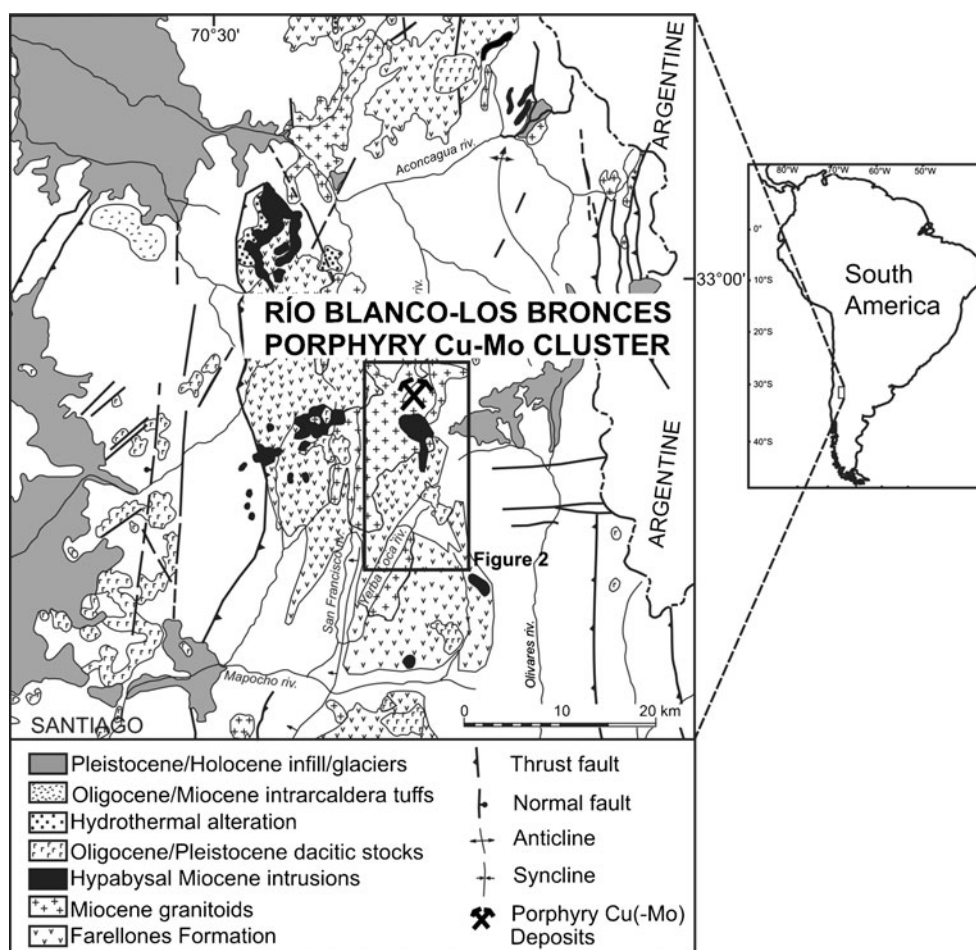 70°30'
ARGENTINE
Aconcagua riv.
33°00'
riv.
RÍO BLANCO-LOS BRONCES
PORPHYRY Cu-Mo CLUSTER
ARGENTINE
Figure 2
San Francisco riv.
Yerba Loca riv.
Olivares riv.
Mapocho riv.
SANTIAGO
0 10 20 km
80°W 70°W 60°W 50°W
0°
10°S
20°S
30°S
40°S
South
America
Pleistocene/Holocene infill/glaciers
Oligocene/Miocene intrarcaldera tuffs
Hydrothermal alteration
Oligocene/Pleistocene dacitic stocks
Hypabysal Miocene intrusions
Miocene granitoids
Farellones Formation
Thrust fault
Normal fault
Anticline
Syncline
Porphyry Cu(-Mo)
Deposits